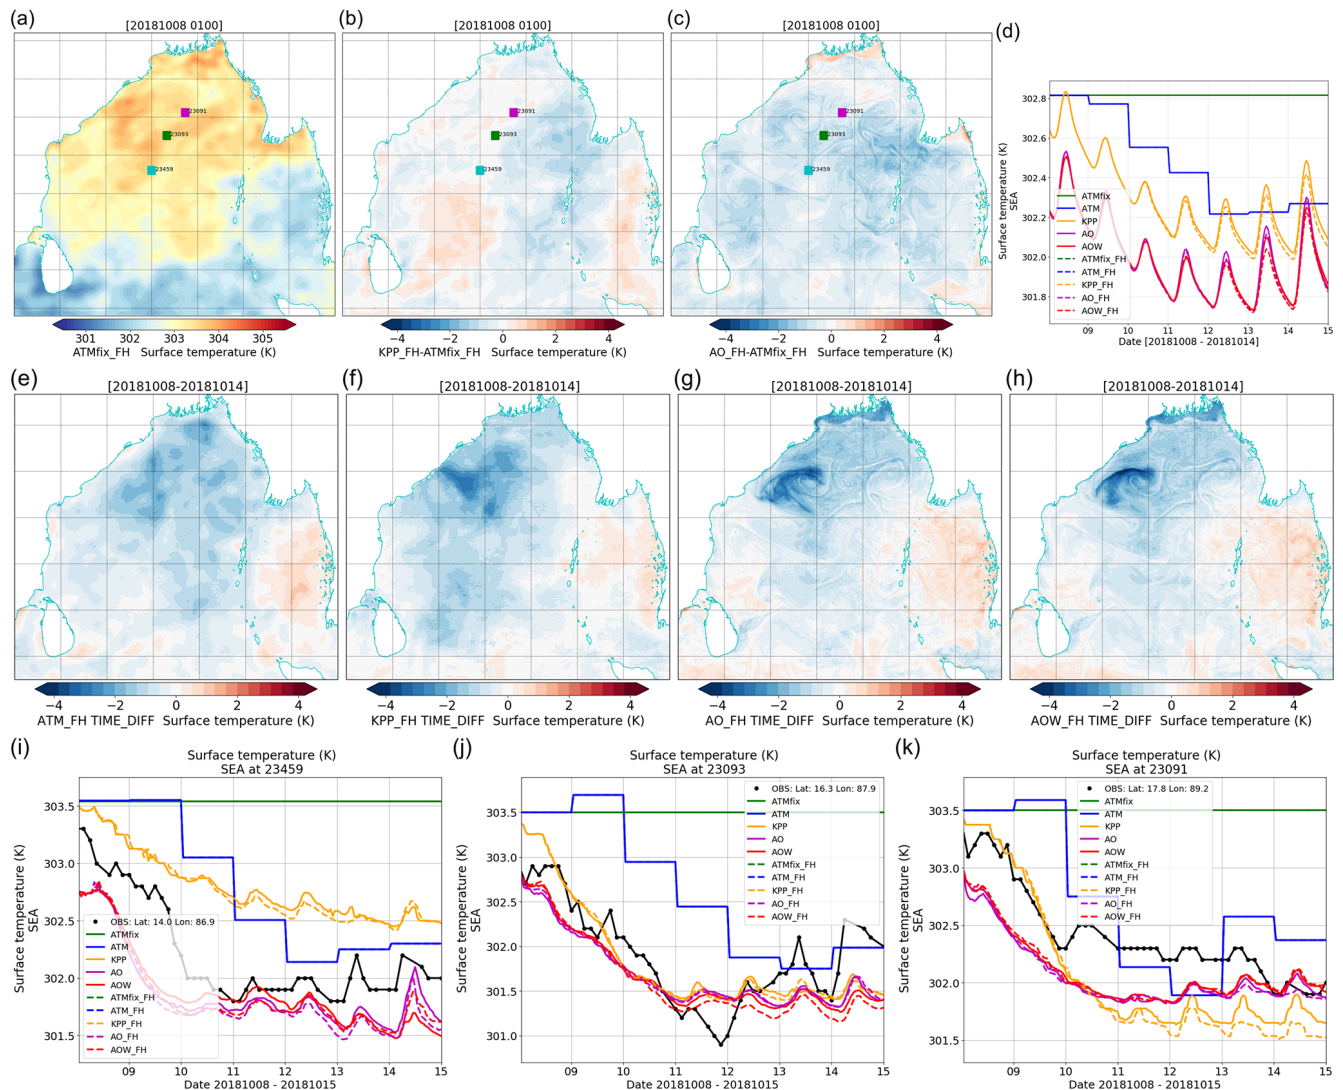 (a)
[20181008 0100]
23091
23093
23459
301 302 303 304 305
ATMfix_FH Surface temperature (K)
(b)
[20181008 0100]
23091
23093
23459
−4 −2 0 2 4
KPP_FH-ATMfix_FH Surface temperature (K)
(c)
[20181008 0100]
23091
23093
23459
−4 −2 0 2 4
AO_FH-ATMfix_FH Surface temperature (K)
(d)
Surface temperature (K)
SEA
302.8
302.6
302.4
302.2
302.0
301.8
ATMfix
ATM
KPP
AO
AOW
ATMfix_FH
ATM_FH
KPP_FH
AO_FH
AOW_FH
09 10 11 12 13 14 15
Date [20181008 - 20181014]
(e)
[20181008-20181014]
−4 −2 0 2 4
ATM_FH TIME_DIFF Surface temperature (K)
(f)
[20181008-20181014]
−4 −2 0 2 4
KPP_FH TIME_DIFF Surface temperature (K)
(g)
[20181008-20181014]
−4 −2 0 2 4
AO_FH TIME_DIFF Surface temperature (K)
(h)
[20181008-20181014]
−4 −2 0 2 4
AOW_FH TIME_DIFF Surface temperature (K)
(i)
Surface temperature (K)
SEA at 23459
Surface temperature (K)
SEA
303.5
303.0
302.5
302.0
301.5
OBS: Lat: 14.0 Lon: 86.9
ATMfix
ATM
KPP
AO
AOW
ATMfix_FH
ATM_FH
KPP_FH
AO_FH
AOW_FH
09 10 11 12 13 14 15
Date 20181008 - 20181015
(j)
Surface temperature (K)
SEA at 23093
Surface temperature (K)
SEA
303.5
303.0
302.5
302.0
301.5
301.0
OBS: Lat: 16.3 Lon: 87.9
ATMfix
ATM
KPP
AO
AOW
ATMfix_FH
ATM_FH
KPP_FH
AO_FH
AOW_FH
09 10 11 12 13 14 15
Date 20181008 - 20181015
(k)
Surface temperature (K)
SEA at 23091
Surface temperature (K)
SEA
303.5
303.0
302.5
302.0
301.5
OBS: Lat: 17.8 Lon: 89.2
ATMfix
ATM
KPP
AO
AOW
ATMfix_FH
ATM_FH
KPP_FH
AO_FH
AOW_FH
09 10 11 12 13 14 15
Date 20181008 - 20181015